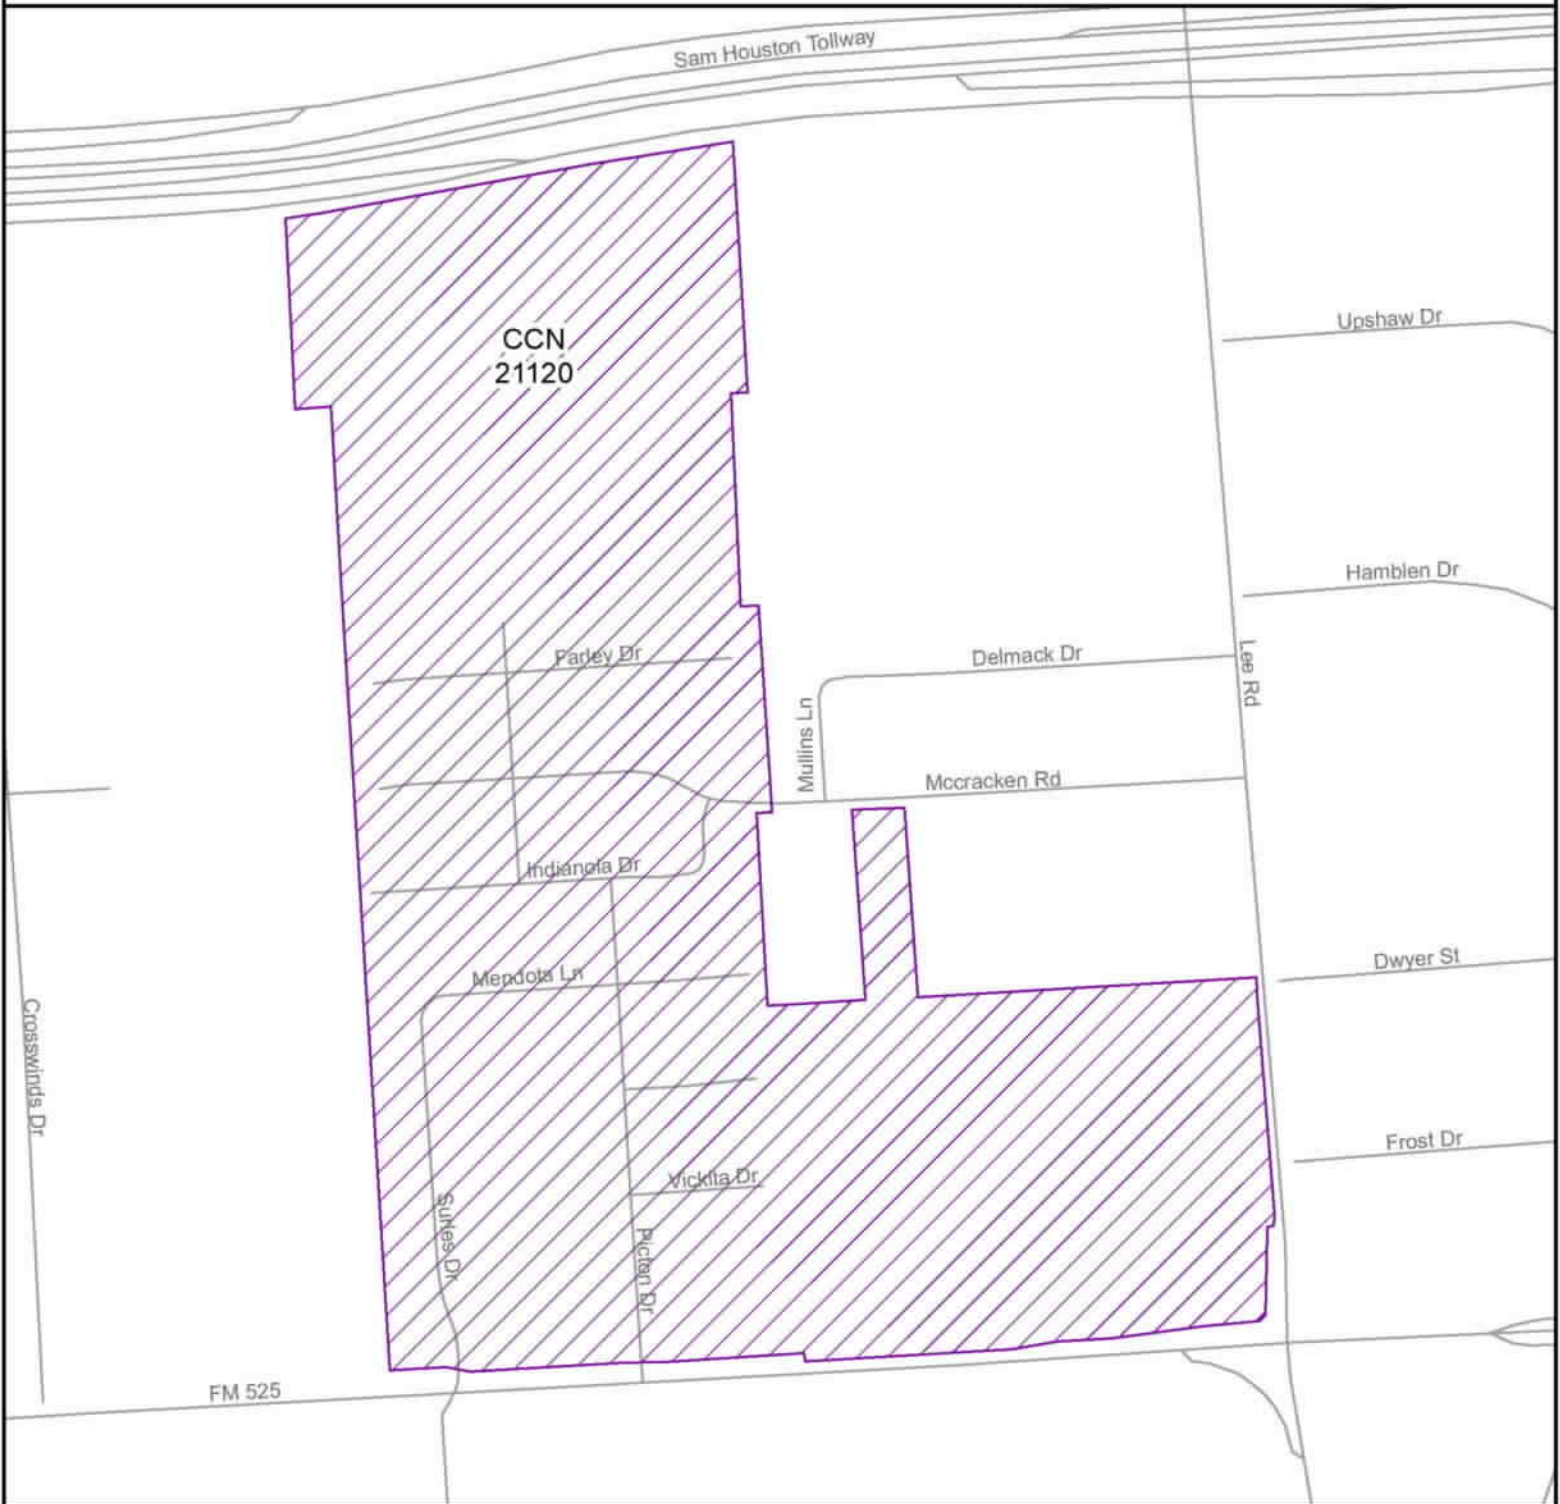 Sam Houston Tollway
CCN
21120
Upshaw Dr
Hamblen Dr
Farley Dr
Delmack Dr
Lee Rd
Mullins Ln
Mccracken Rd
Indianola Dr
Mendota Ln
Dwyer St
Crosswinds Dr
Frost Dr
Vickita Dr
Surles Dr
Picton Dr
FM 525